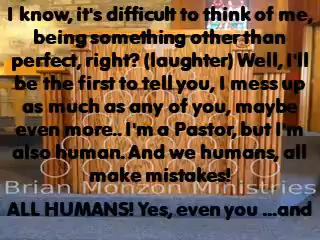 I know, it's difficult to think of me,
being something other than
perfect, right? (laughter) Well, I'll
be the first to tell you, I mess up
as much as any of you, maybe
even more.. I'm a Pastor, but I'm
also human. And we humans, all
make mistakes!
Brian Monzon Ministries
ALL HUMANS! Yes, even you ...and